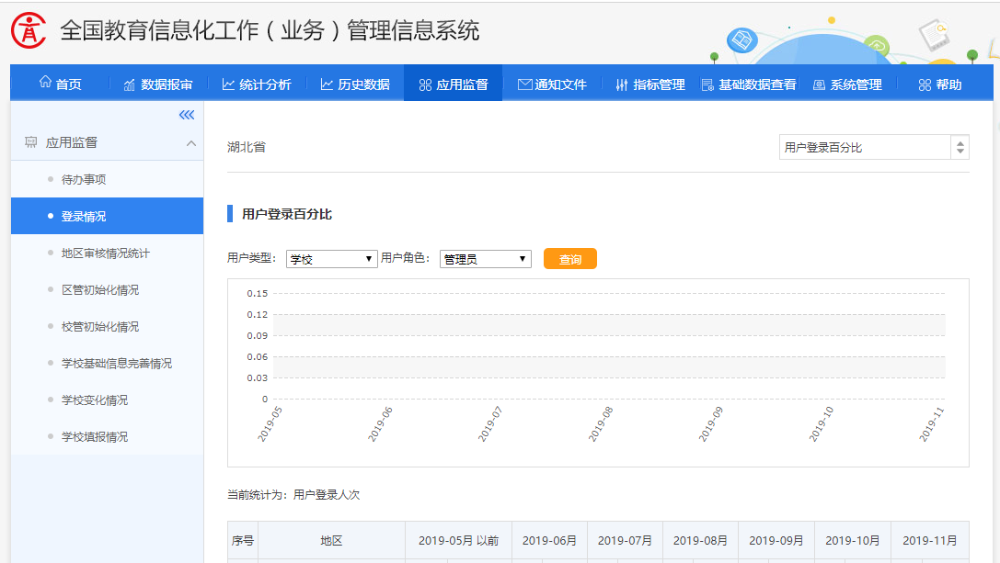 全国教育信息化工作（业务）管理信息系统
首页 数据报审 统计分析 历史数据 应用监督 通知文件 指标管理 基础数据查看 系统管理 帮助
应用监督
待办事项
登录情况
地区审核情况统计
区管初始化情况
校管初始化情况
学校基础信息完善情况
学校变化情况
学校填报情况
湖北省
用户登录百分比
用户登录百分比
用户类型： 学校 用户角色： 管理员 查询
0.15
0.12
0.09
0.06
0.03
0
2019-05 2019-06 2019-07 2019-08 2019-09 2019-10 2019-11
当前统计为：用户登录人次
序号 地区 2019-05月 以前 2019-06月 2019-07月 2019-08月 2019-09月 2019-10月 2019-11月